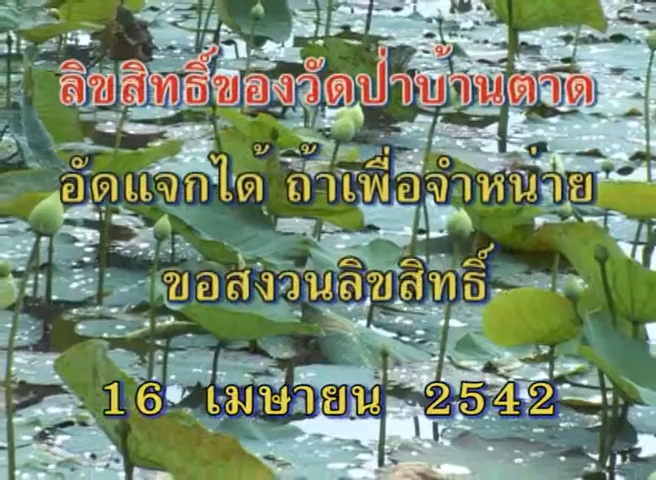 ลิขสิทธิ์ของวัดป่าบ้านตาด
อัดแจกได้ ถ้าเพื่อจำหน่าย
ขอสงวนลิขสิทธิ์
16 เมษายน 2542